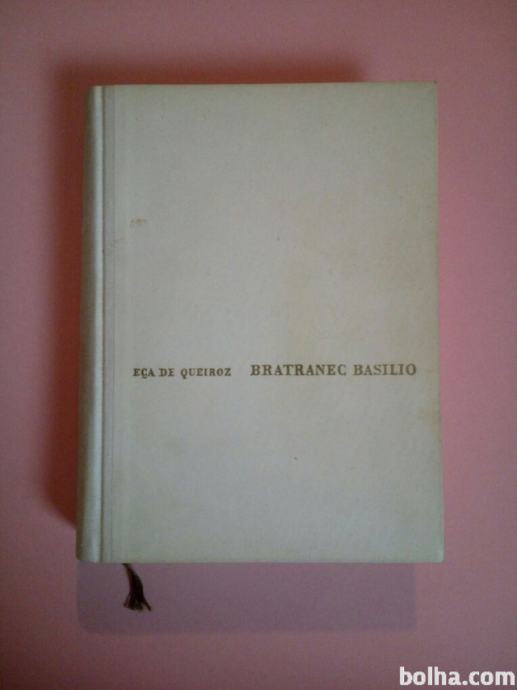 EÇA DE QUEIROZ BRATRANEC BASILIO
bolha.com